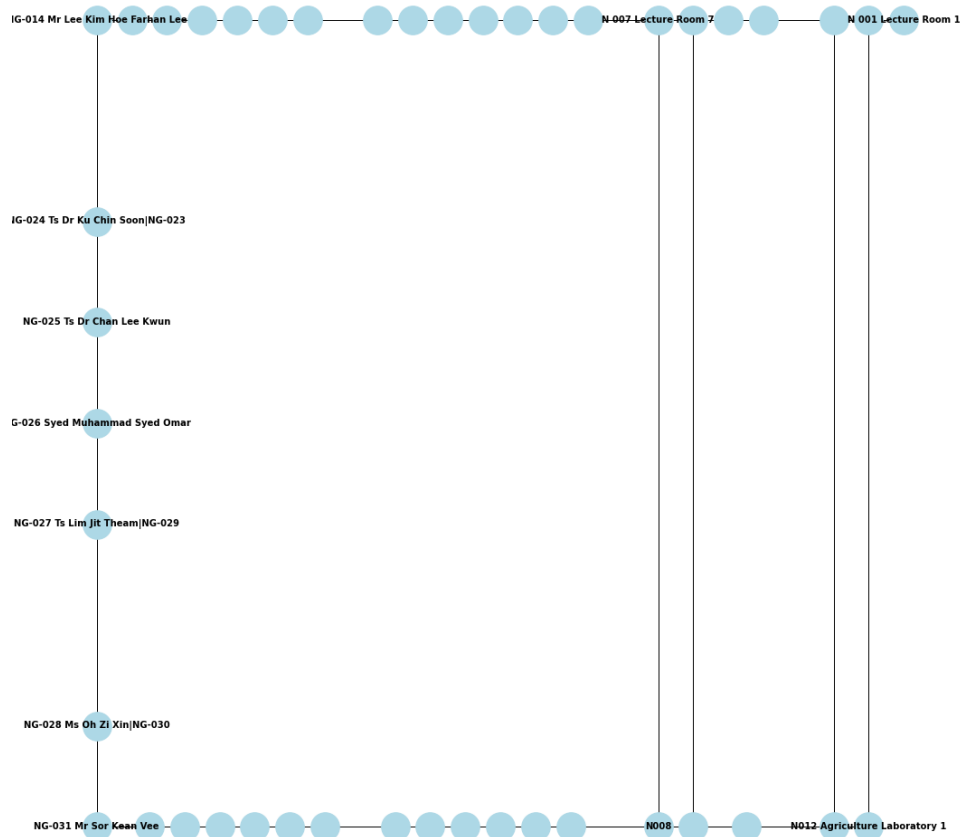 NG-014 Mr Lee Kim Hoe Farhan Lee
N 007 Lecture Room 7
N 001 Lecture Room 1
NG-024 Ts Dr Ku Chin Soon|NG-023
NG-025 Ts Dr Chan Lee Kwun
G-026 Syed Muhammad Syed Omar
NG-027 Ts Lim Jit Theam|NG-029
NG-028 Ms Oh Zi Xin|NG-030
NG-031 Mr Sor Kean Vee
N008
N012 Agriculture Laboratory 1